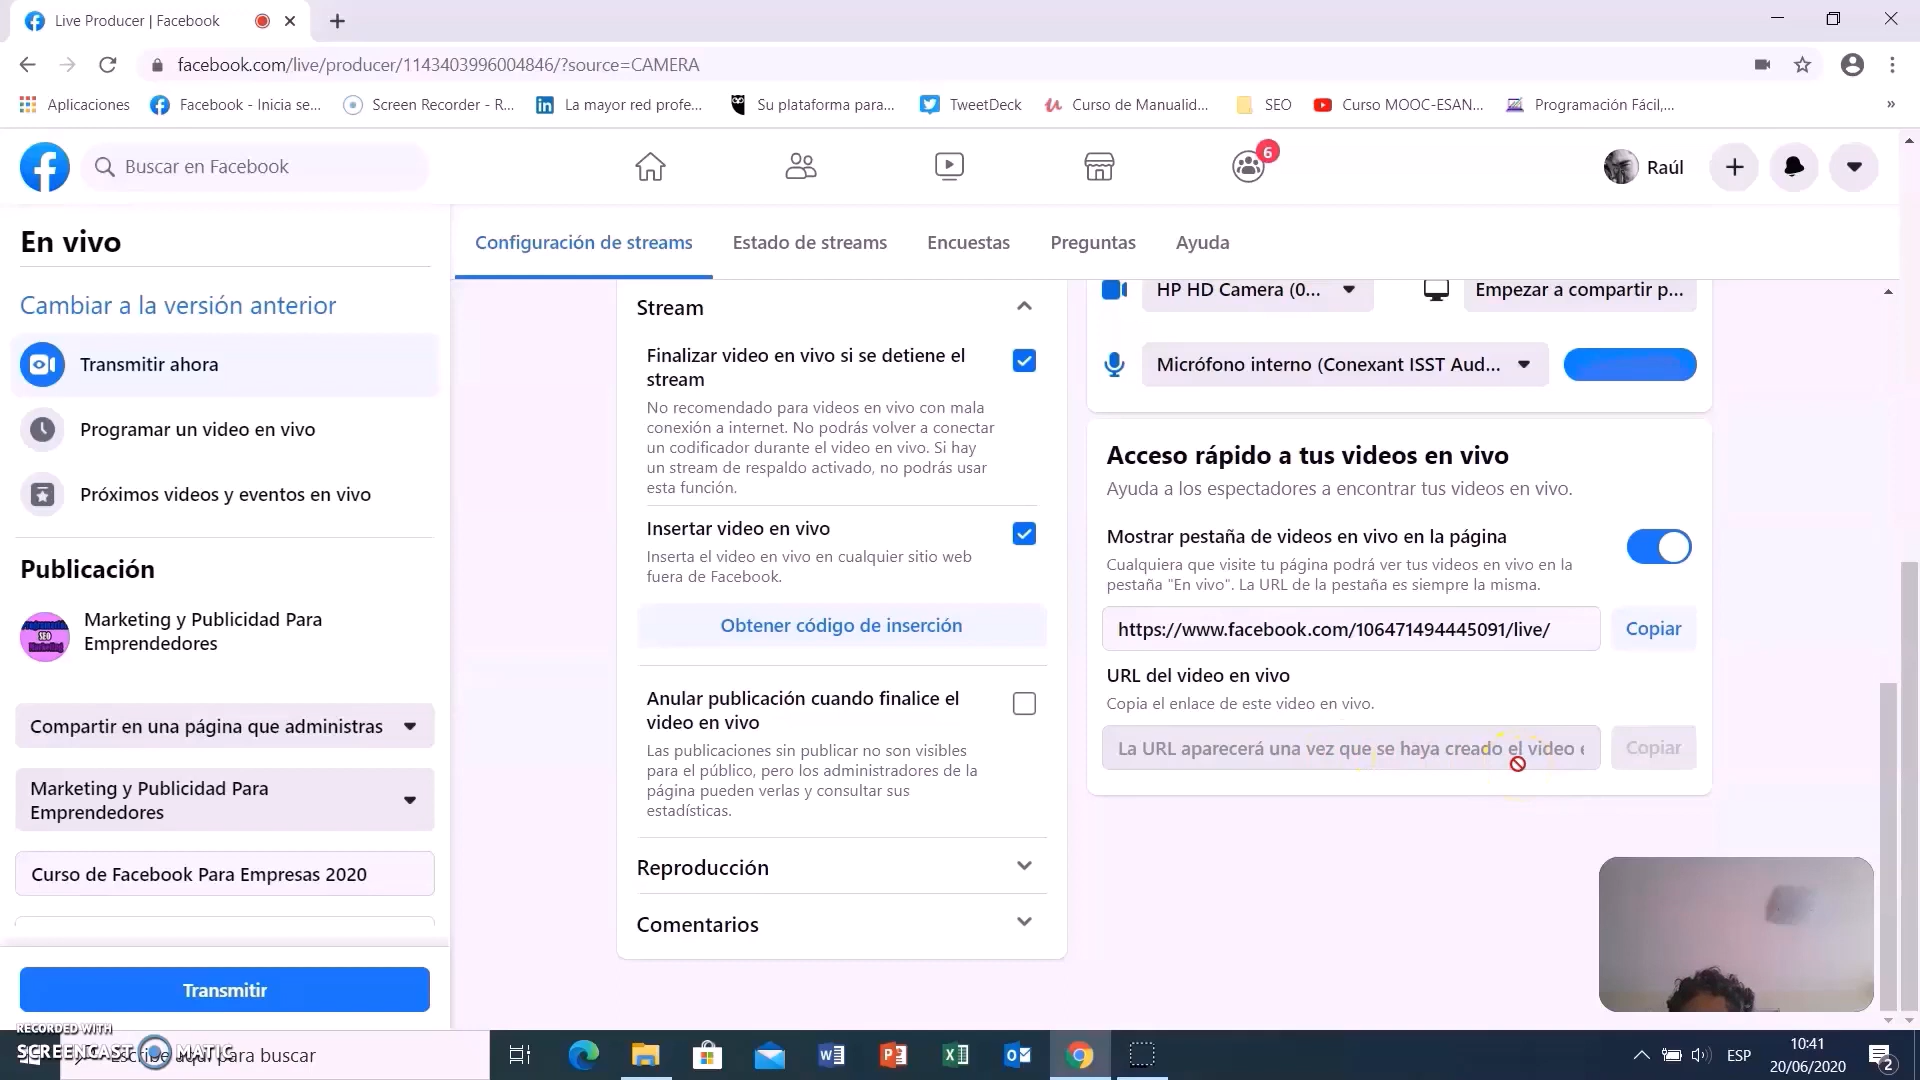 Live Producer | Facebook
facebook.com/live/producer/1143403996004846/?source=CAMERA
Aplicaciones
Facebook - Inicia se...
Screen Recorder - R...
La mayor red profe...
Su plataforma para...
TweetDeck
Curso de Manualid...
SEO
Curso MOOC-ESAN...
Programación Fácil,...
»
Buscar en Facebook
6
Raúl
En vivo
Cambiar a la versión anterior
Transmitir ahora
Programar un video en vivo
Próximos videos y eventos en vivo
Publicación
Marketing y Publicidad Para
Emprendedores
Compartir en una página que administras
Marketing y Publicidad Para
Emprendedores
Curso de Facebook Para Empresas 2020
Transmitir
Configuración de streams
Estado de streams
Encuestas
Preguntas
Ayuda
Stream
Finalizar video en vivo si se detiene el
stream
No recomendado para videos en vivo con mala
conexión a internet. No podrás volver a conectar
un codificador durante el video en vivo. Si hay
un stream de respaldo activado, no podrás usar
esta función.
Insertar video en vivo
Inserta el video en vivo en cualquier sitio web
fuera de Facebook.
Obtener código de inserción
Anular publicación cuando finalice el
video en vivo
Las publicaciones sin publicar no son visibles
para el público, pero los administradores de la
página pueden verlas y consultar sus
estadísticas.
Reproducción
Comentarios
HP HD Camera (0...
Empezar a compartir p...
Micrófono interno (Conexant ISST Aud...
Acceso rápido a tus videos en vivo
Ayuda a los espectadores a encontrar tus videos en vivo.
Mostrar pestaña de videos en vivo en la página
Cualquiera que visite tu página podrá ver tus videos en vivo en la
pestaña "En vivo". La URL de la pestaña es siempre la misma.
https://www.facebook.com/106471494445091/live/
Copiar
URL del video en vivo
Copia el enlace de este video en vivo.
La URL aparecerá una vez que se haya creado el video e
Copiar
RECORDED WITH
SCREENCAST MATIC
Escribe aquí para buscar
ESP
10:41
20/06/2020
2